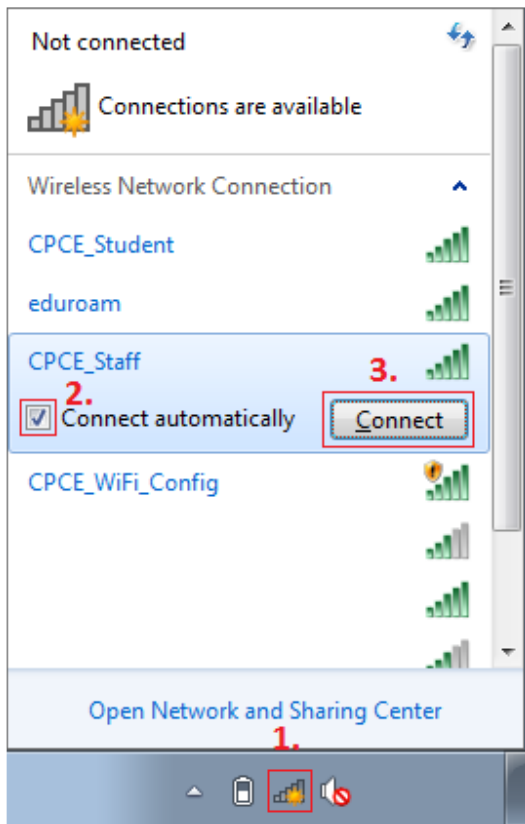 Not connected
Connections are available
Wireless Network Connection
CPCE_Student
eduroam
CPCE_Staff
3.
2.
Connect automatically
Connect
CPCE_WiFi_Config
Open Network and Sharing Center
1.